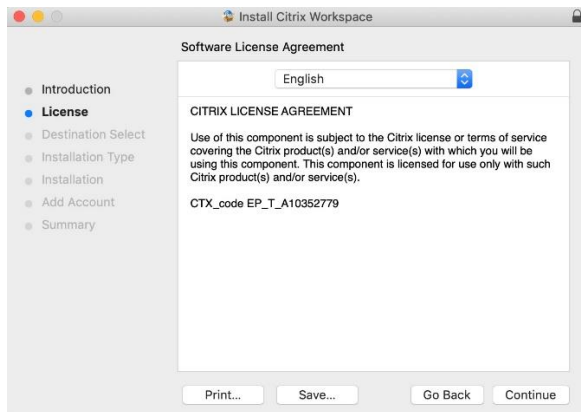 Install Citrix Workspace
Software License Agreement
Introduction
License
Destination Select
Installation Type
Installation
Add Account
Summary
English
CITRIX LICENSE AGREEMENT
Use of this component is subject to the Citrix license or terms of service
covering the Citrix product(s) and/or service(s) with which you will be
using this component. This component is licensed for use only with such
Citrix product(s) and/or service(s).
CTX_code EP_T_A10352779
Print...
Save...
Go Back
Continue